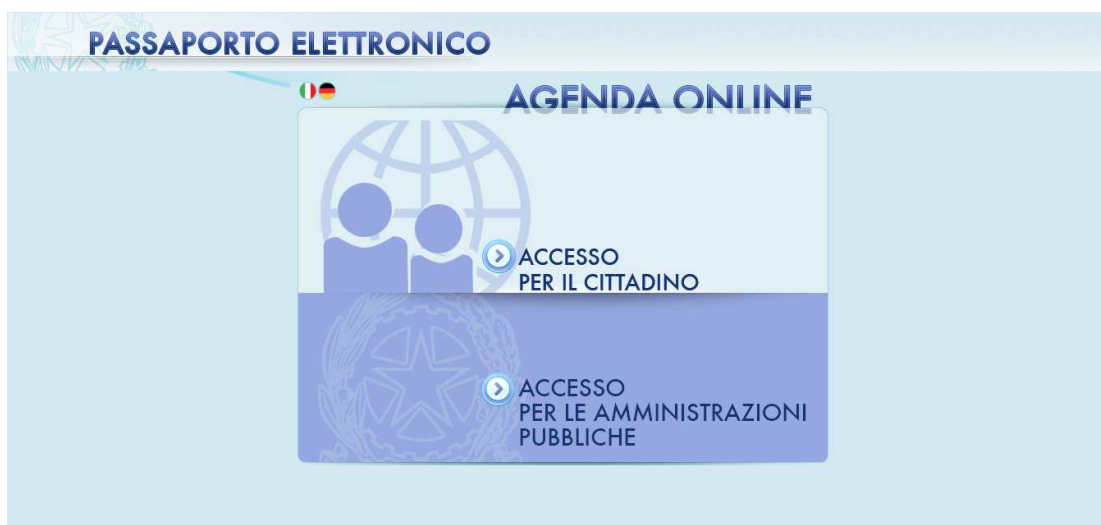 PASSAPORTO ELETTRONICO
AGENDA ONLINE
ACCESSO
PER IL CITTADINO
ACCESSO
PER LE AMMINISTRAZIONI
PUBBLICHE